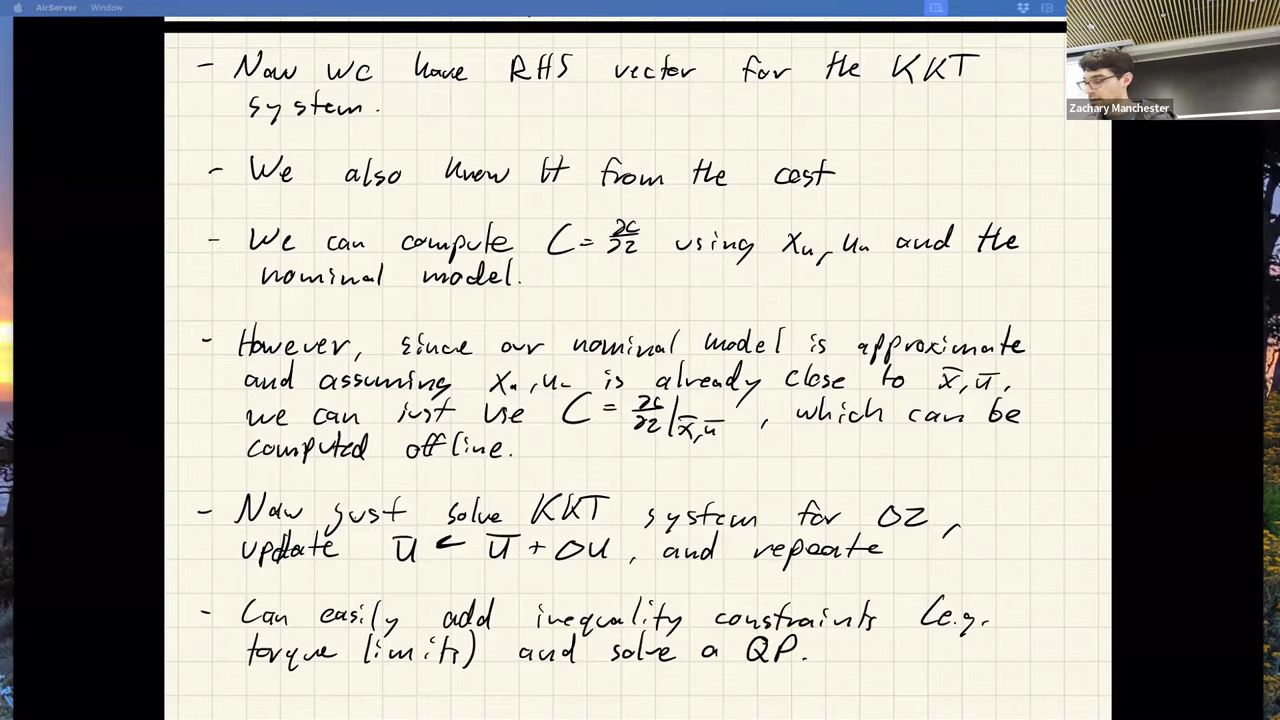 AirServer Window
- Now we have RHS vector for the KKT
system.
Zachary Manchester
- We also know H from the cost
- We can compute C = ∂c/∂z using xₙ, uₙ and the
nominal model.
- However, since our nominal model is approximate
and assuming xₙ, uₙ is already close to x̄, ū,
we can just use C = ∂c/∂z|x̄,ū , which can be
computed offline.
- Now just solve KKT system for Δz,
update ū ← ū + Δu, and repeate
- Can easily add inequality constraints (e.g.
torque limits) and solve a QP.